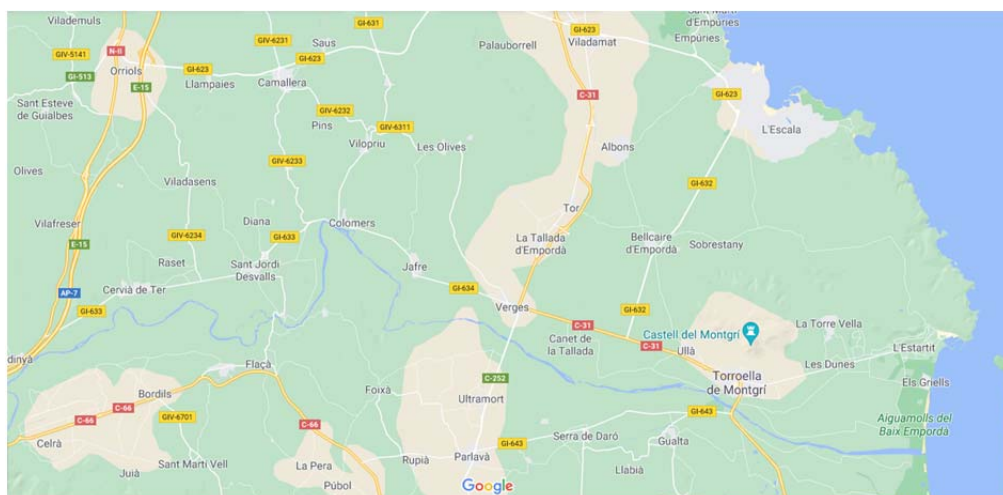 Vilademuls
GI-631
GIV-6231
Saus
GI-623
Palauborrell
Viladamat
Sant Martí
d'Empúries
Empúries
N-II
GIV-5141
Orriols
GI-623
GI-623
GI-513
E-15
Llampaies
Camallera
C-31
GI-623
Sant Esteve
de Guialbes
GIV-6232
Pins
GIV-6311
L'Escala
Vilopriu
Les Olives
Albons
GIV-6233
Olives
Viladasens
GI-632
Vilafreser
Diana
Colomers
Tor
GIV-6234
GI-633
E-15
La Tallada
d'Empordà
Bellcaire
d'Empordà
Sobrestany
Raset
Sant Jordi
Desvalls
Jafre
AP-7
Cervià de Ter
GI-634
GI-633
Verges
GI-632
C-31
Castell del Montgrí
La Torre Vella
Canet de
la Tallada
C-31
Ullà
L'Estartit
dinyà
Flaçà
Les Dunes
Torroella
de Montgrí
C-252
Els Griells
Bordils
Foixà
Ultramort
C-66
GIV-6701
GI-643
Aiguamolls del
Baix Empordà
C-66
C-66
Celrà
GI-643
Serra de Daró
Gualta
Sant Martí Vell
Juià
La Pera
Rupià
Parlavà
Llabià
Púbol
Google